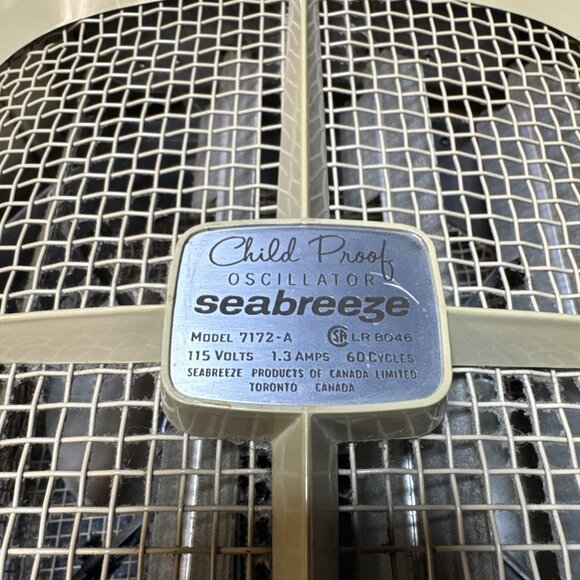 Child Proof
OSCILLATOR
seabreeze
MODEL 7172-A SA LR 8046
115 VOLTS 1.3 AMPS 60 CYCLES
SEABREEZE PRODUCTS OF CANADA LIMITED
TORONTO CANADA